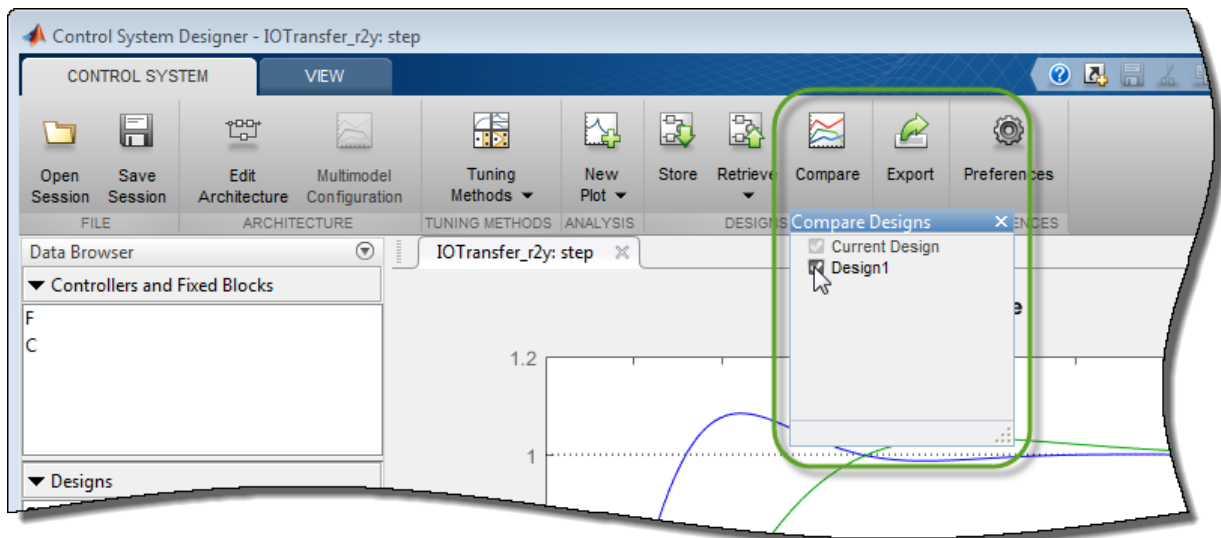 Control System Designer - IOTransfer_r2y: step
CONTROL SYSTEM
VIEW
Open Session
Save Session
Edit Architecture
Multimodel Configuration
Tuning Methods
New Plot
Store
Retrieve
Compare
Export
Preferences
FILE
ARCHITECTURE
TUNING METHODS
ANALYSIS
DESIGNS
Compare Designs
Current Design
Design1
Data Browser
IOTransfer_r2y: step
Controllers and Fixed Blocks
F
C
1.2
1
Designs